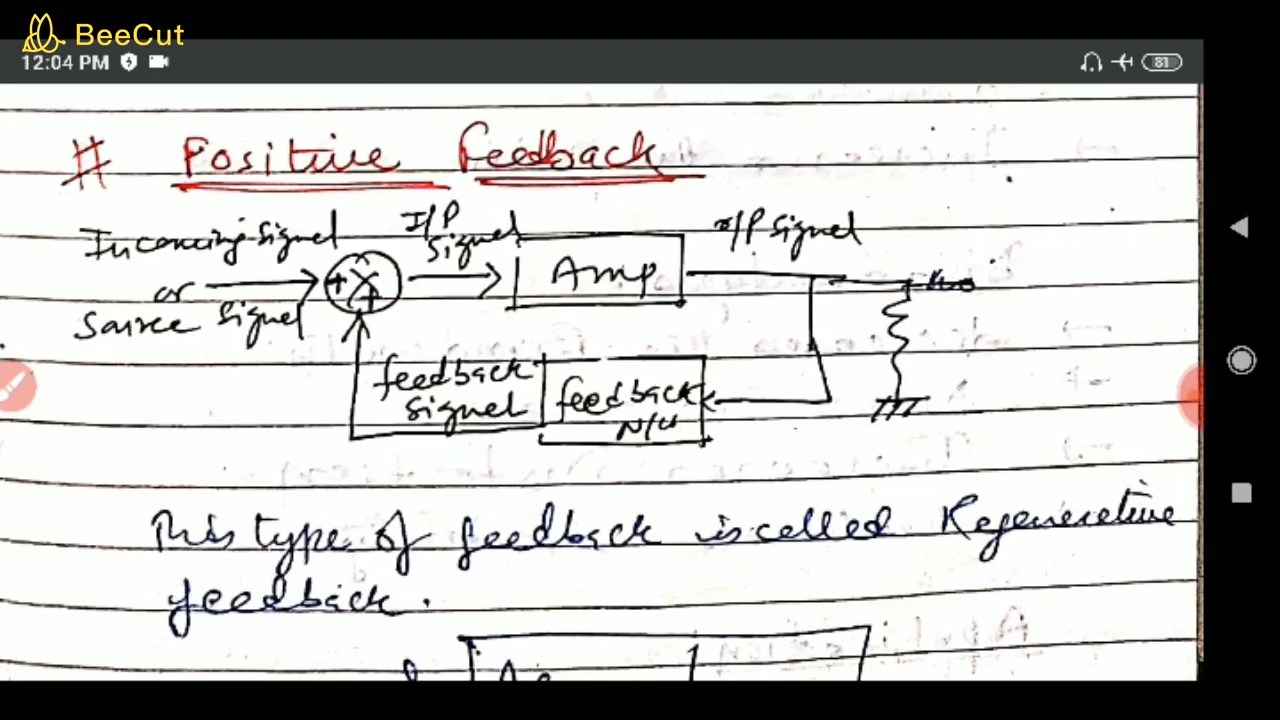 BeeCut
12:04 PM
81
# Positive Feedback
Incoming Signal
or
Source Signal
I/P
Signal
Amp
o/p Signal
feedback
Signal
feedback
N/W
This type of feedback is called Regenerative
feedback.